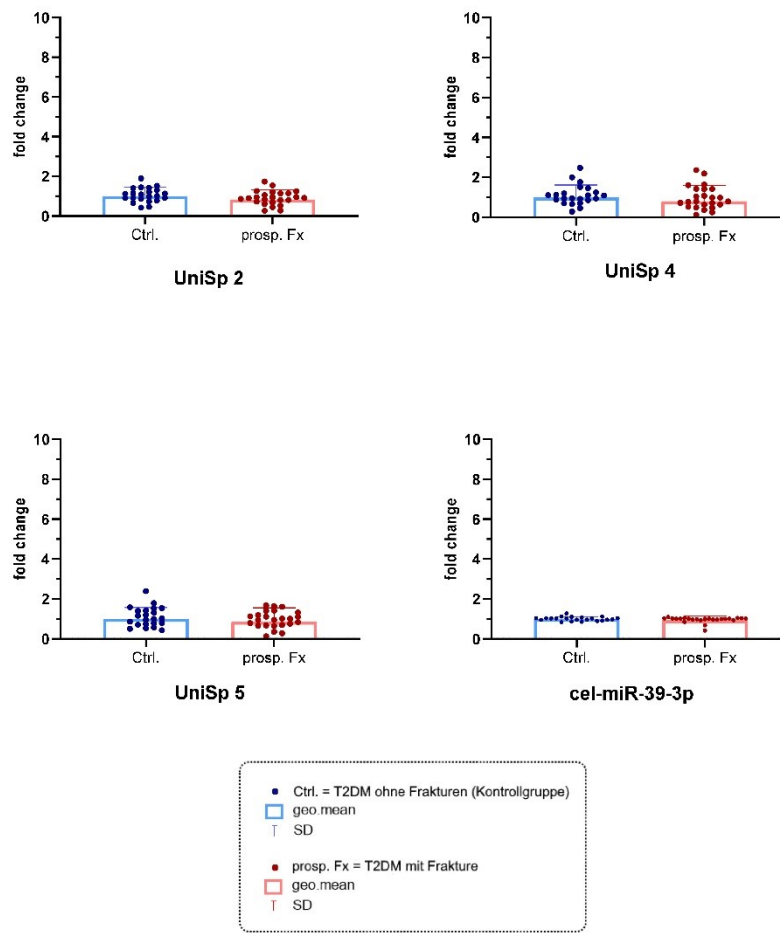 10
8
6
4
2
0
fold change
Ctrl.
prosp. Fx
UniSp 2
10
8
6
4
2
0
fold change
Ctrl.
prosp. Fx
UniSp 4
10
8
6
4
2
0
fold change
Ctrl.
prosp. Fx
UniSp 5
10
8
6
4
2
0
fold change
Ctrl.
prosp. Fx
cel-miR-39-3p
Ctrl. = T2DM ohne Frakturen (Kontrollgruppe)
geo.mean
SD
prosp. Fx = T2DM mit Frakture
geo.mean
SD